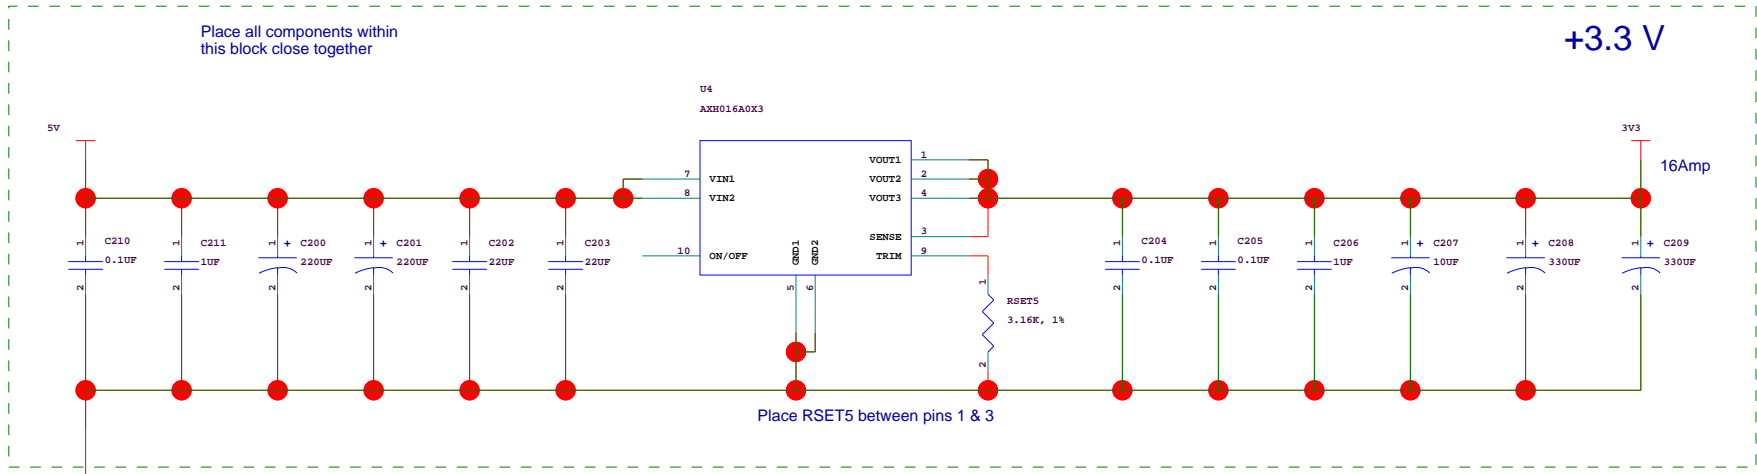 Place all components within
this block close together
+3.3 V
U4
AXH016A0X3
5V
3V3
16Amp
VOUT1 1
7 VIN1 VOUT2 2
8 VIN2 VOUT3 4
SENSE 3
10 ON/OFF TRIM 9
GND1 GND2
5 6
1 C210 0.1UF 2
1 C211 1UF 2
1 + C200 220UF 2
1 + C201 220UF 2
1 C202 22UF 2
1 C203 22UF 2
1 RSET5 3.16K, 1% 2
1 C204 0.1UF 2
1 C205 0.1UF 2
1 C206 1UF 2
1 + C207 10UF 2
1 + C208 330UF 2
1 + C209 330UF 2
Place RSET5 between pins 1 & 3